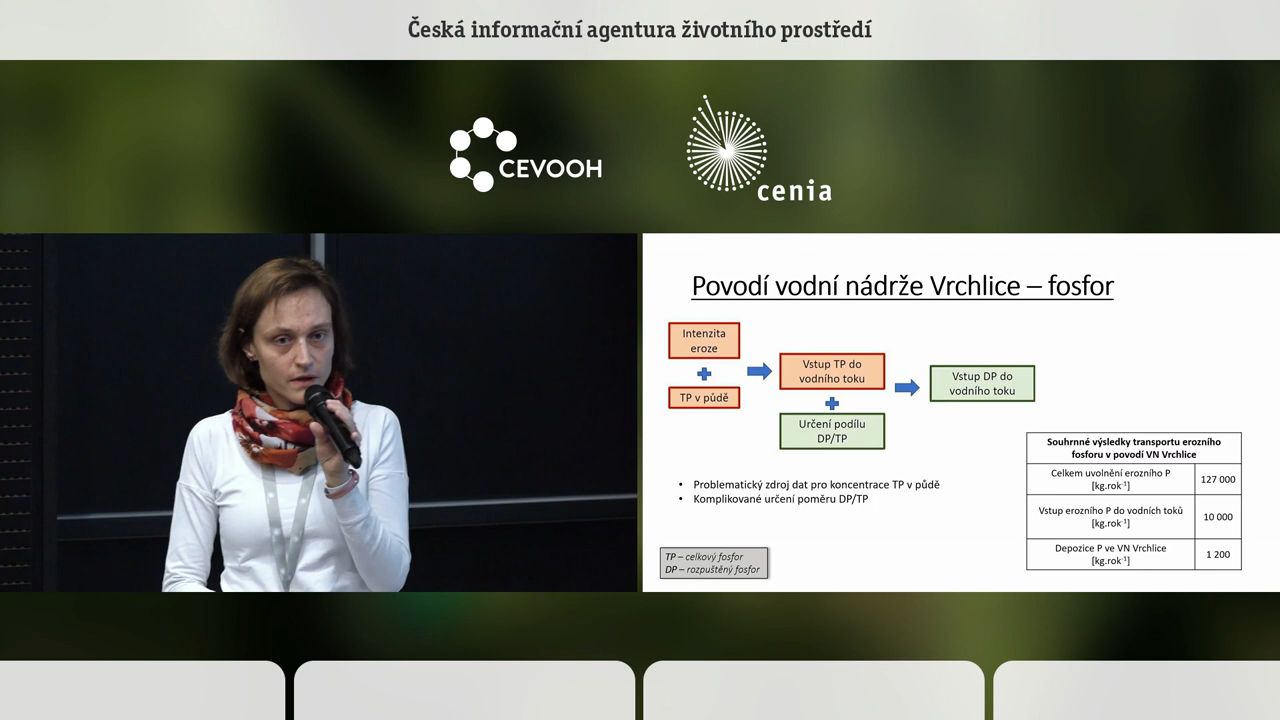 Česká informační agentura životního prostředí
CEVOOH
cenia
Povodí vodní nádrže Vrchlice – fosfor
Intenzita
eroze
TP v půdě
Vstup TP do
vodního toku
Určení podílu
DP/TP
Vstup DP do
vodního toku
• Problematický zdroj dat pro koncentrace TP v půdě
• Komplikované určení poměru DP/TP
TP – celkový fosfor
DP – rozpuštěný fosfor
Souhrnné výsledky transportu erozního
fosforu v povodí VN Vrchlice
Celkem uvolnění erozního P
[kg.rok⁻¹]
127 000
Vstup erozního P do vodních toků
[kg.rok⁻¹]
10 000
Depozice P ve VN Vrchlice
[kg.rok⁻¹]
1 200